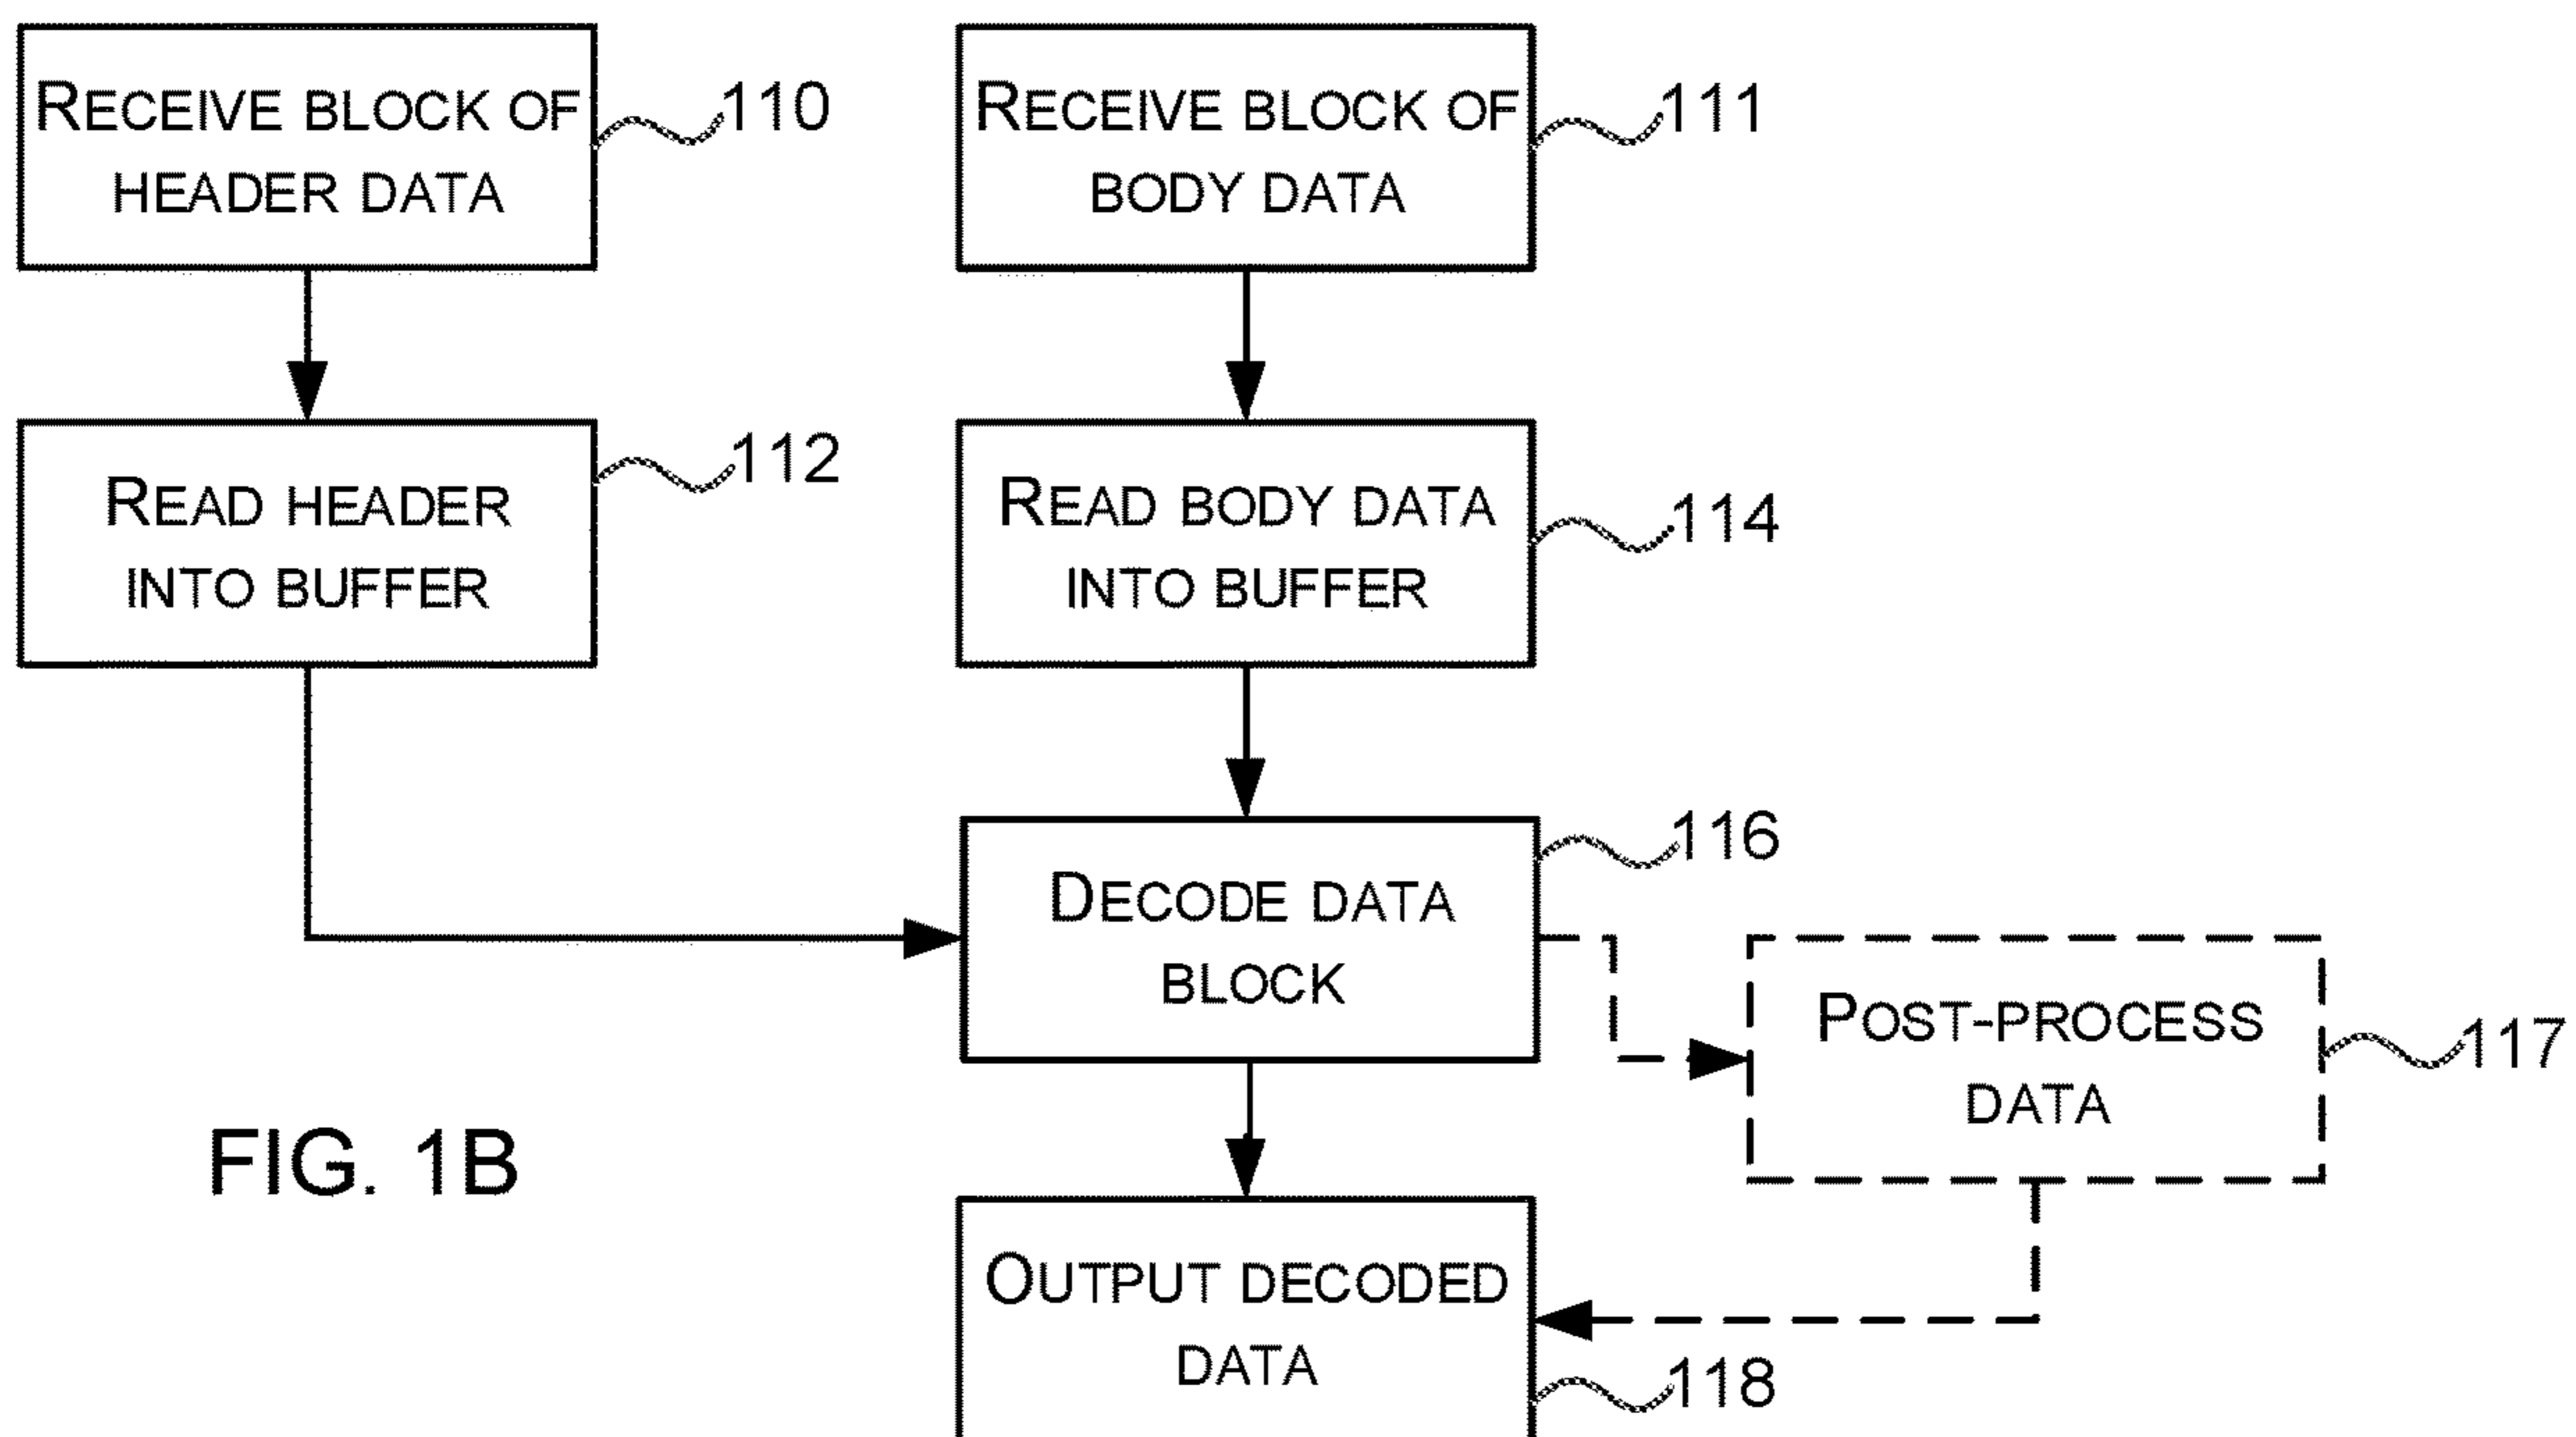 RECEIVE BLOCK OF
HEADER DATA
110
RECEIVE BLOCK OF
BODY DATA
111
READ HEADER
INTO BUFFER
112
READ BODY DATA
INTO BUFFER
114
DECODE DATA
BLOCK
116
POST-PROCESS
DATA
117
OUTPUT DECODED
DATA
118
FIG. 1B